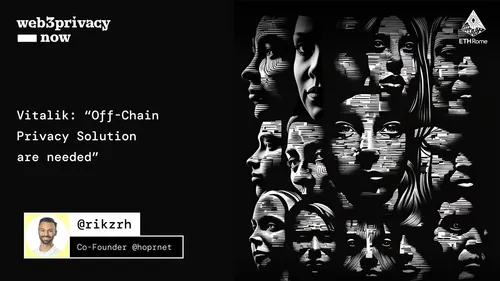 web3privacy
now
ETHRome
Vitalik: “Off-Chain
Privacy Solution
are needed”
@rikzrh
Co-Founder @hoprnet